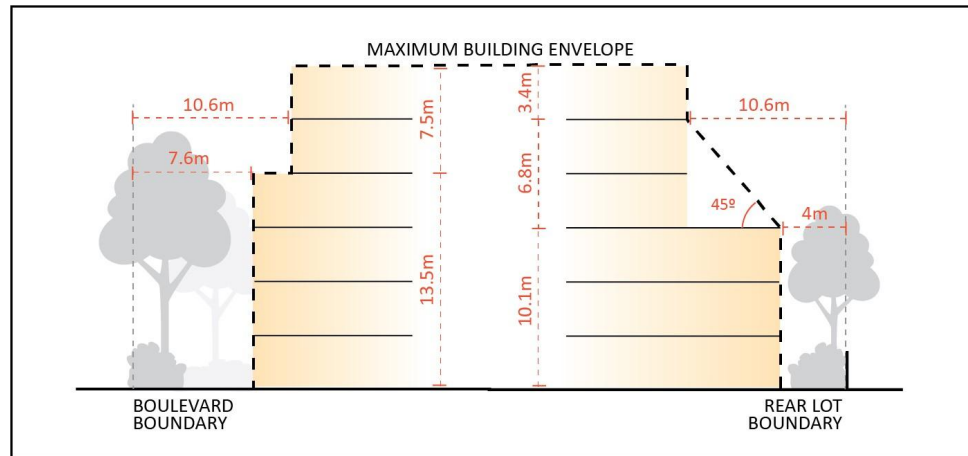 MAXIMUM BUILDING ENVELOPE
10.6m
7.6m
7.5m
13.5m
3.4m
6.8m
10.1m
10.6m
45º
4m
BOULEVARD
BOUNDARY
REAR LOT
BOUNDARY